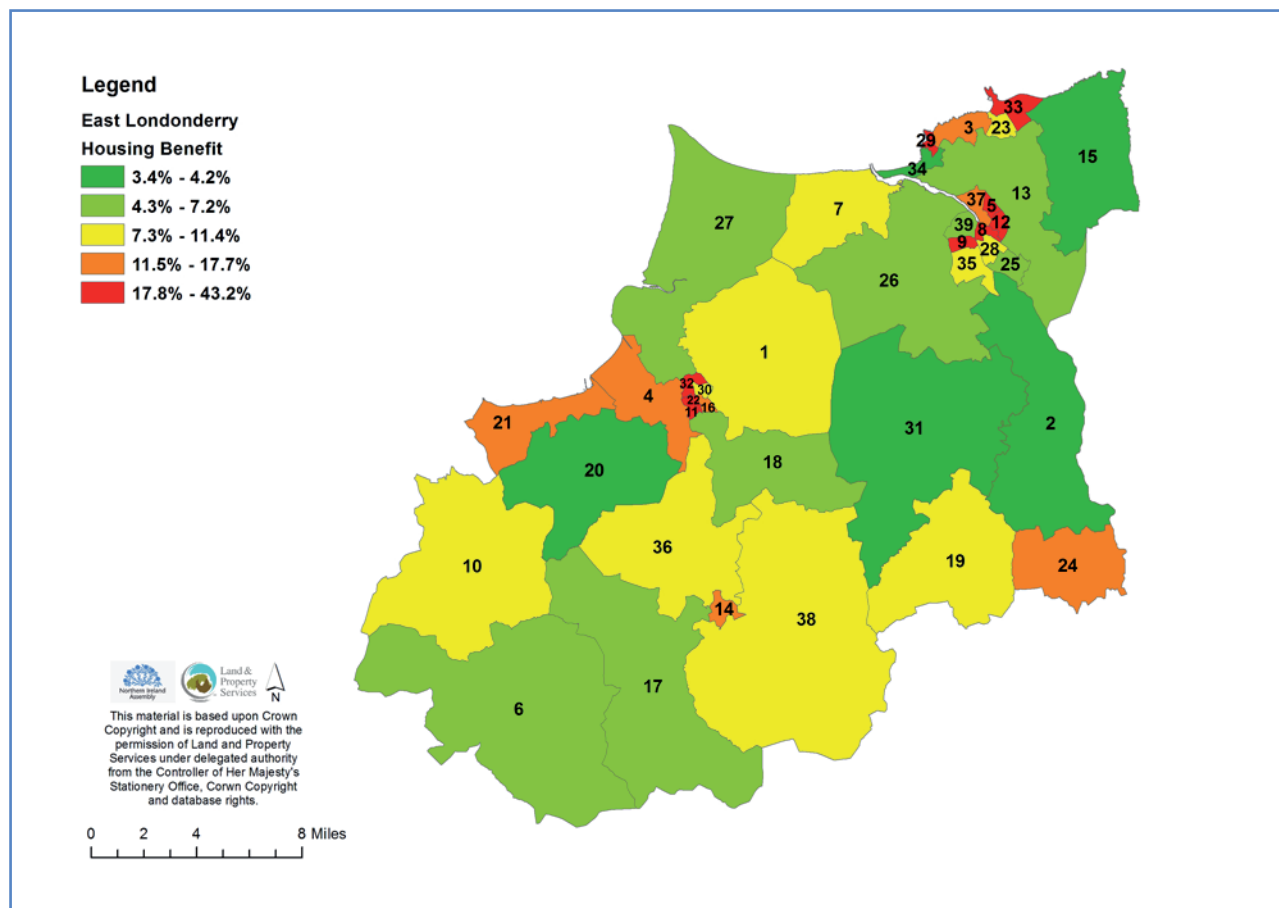 Legend
East Londonderry
Housing Benefit
3.4% - 4.2%
4.3% - 7.2%
7.3% - 11.4%
11.5% - 17.7%
17.8% - 43.2%
33
3
23
29
15
34
13
37
5
27
7
12
39
8
9
28
35
25
26
1
32
30
4
22
16
11
21
31
2
18
20
36
10
19
24
14
38
17
6
Northern Ireland
Assembly
Land &
Property
Services
N
This material is based upon Crown
Copyright and is reproduced with the
permission of Land and Property
Services under delegated authority
from the Controller of Her Majesty's
Stationery Office, Corwn Copyright
and database rights.
0 2 4 8 Miles